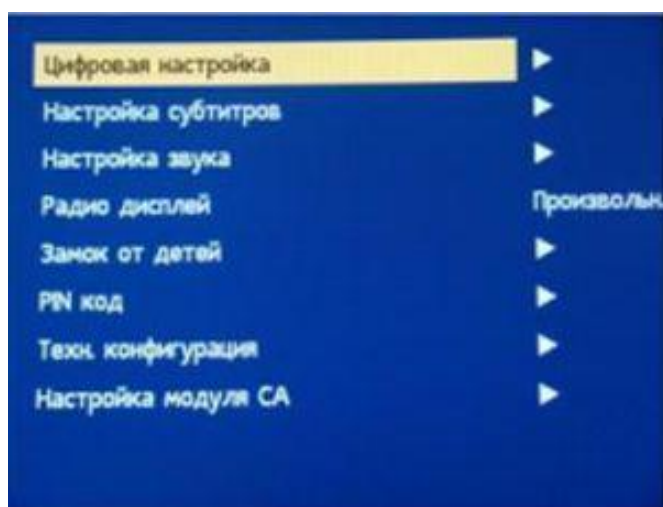 Цифровая настройка
Настройка субтитров
Настройка звука
Радио дисплей Произвольн.
Замок от детей
PIN код
Техн. конфигурация
Настройка модуля CA